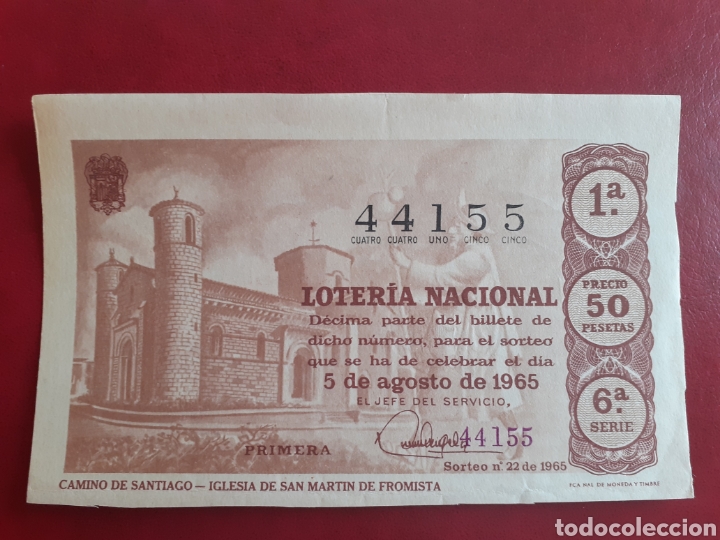 44155
CUATRO CUATRO UNO CINCO CINCO
1.a
LOTERÍA NACIONAL
Décima parte del billete de
dicho número, para el sorteo
que se ha de celebrar el día
5 de agosto de 1965
EL JEFE DEL SERVICIO,
PRECIO
50
PESETAS
6.a
SERIE
PRIMERA
44155
Sorteo nº 22 de 1965
CAMINO DE SANTIAGO — IGLESIA DE SAN MARTIN DE FROMISTA
FCA. NAL. DE MONEDA Y TIMBRE
todocoleccion
todocoleccion.net